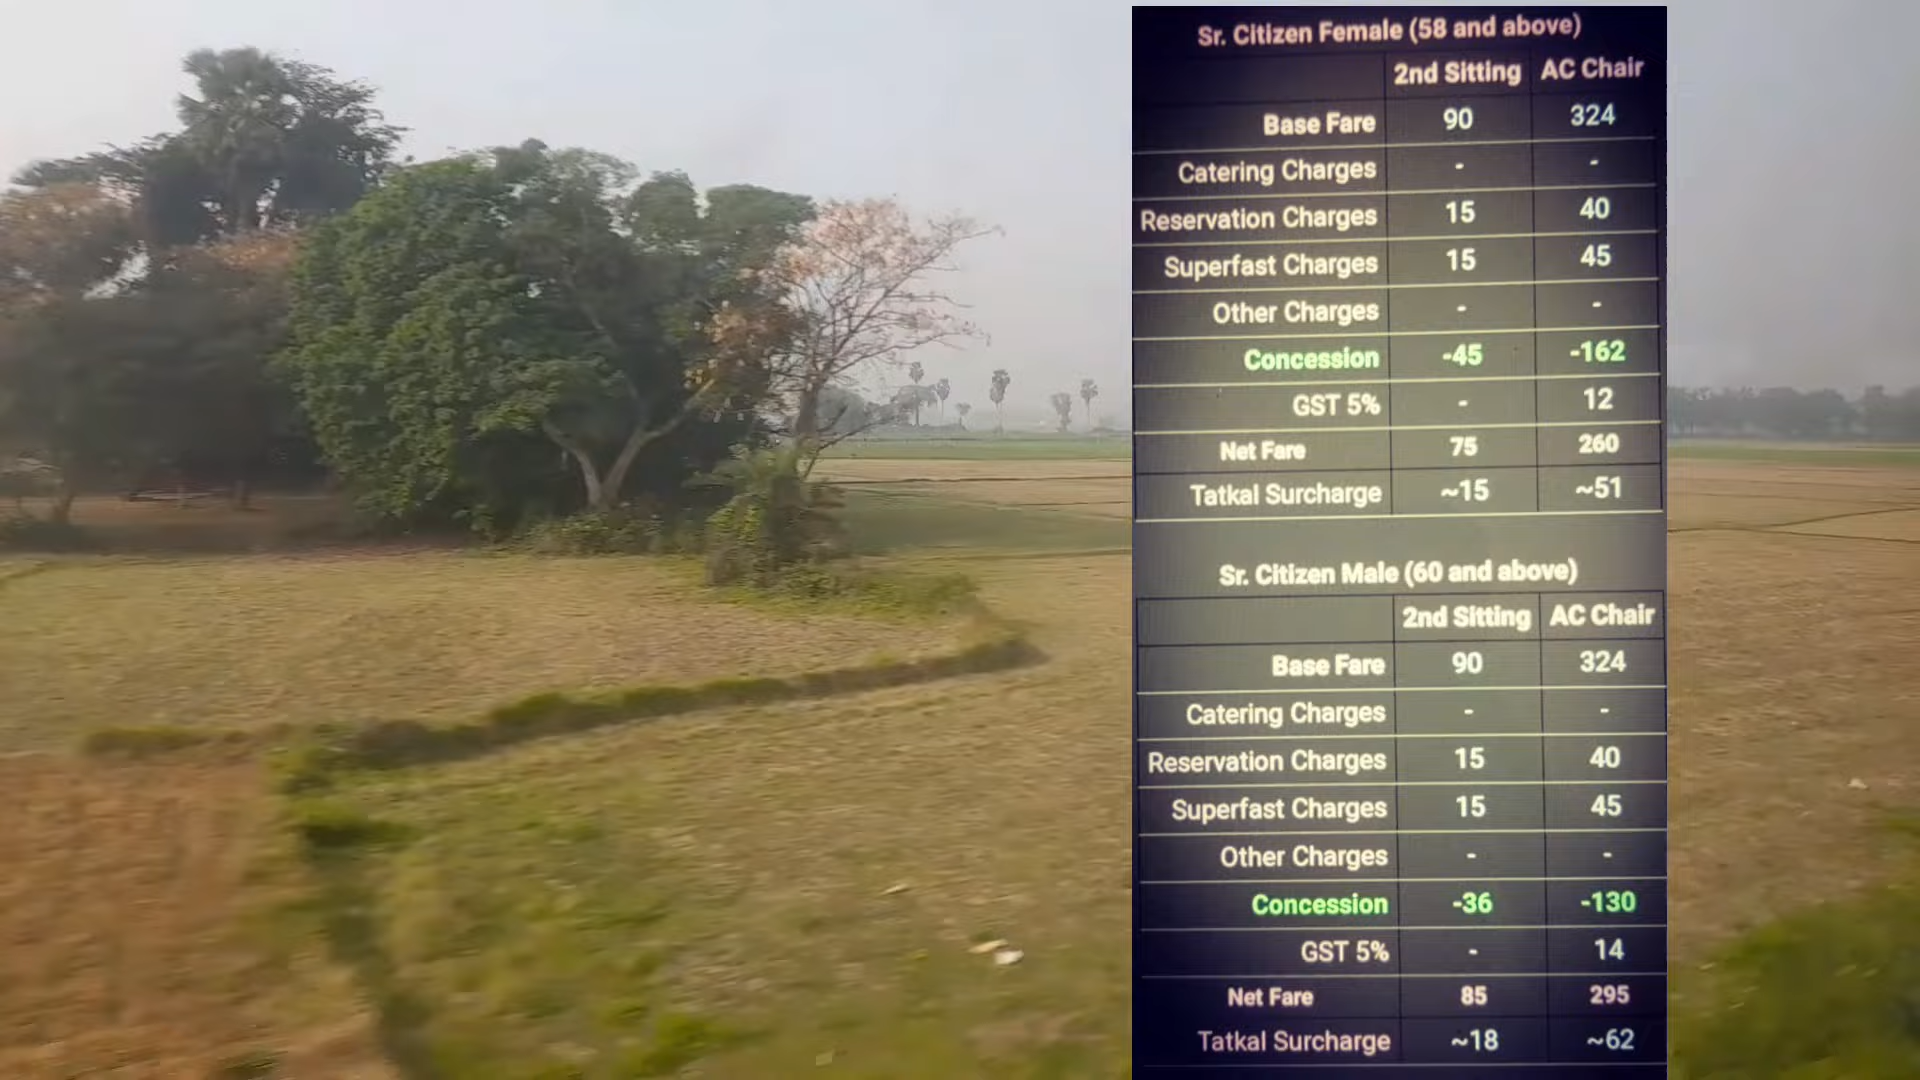 Sr. Citizen Female (58 and above)
2nd Sitting AC Chair
Base Fare 90 324
Catering Charges - -
Reservation Charges 15 40
Superfast Charges 15 45
Other Charges - -
Concession -45 -162
GST 5% - 12
Net Fare 75 260
Tatkal Surcharge ~15 ~51
Sr. Citizen Male (60 and above)
2nd Sitting AC Chair
Base Fare 90 324
Catering Charges - -
Reservation Charges 15 40
Superfast Charges 15 45
Other Charges - -
Concession -36 -130
GST 5% - 14
Net Fare 85 295
Tatkal Surcharge ~18 ~62